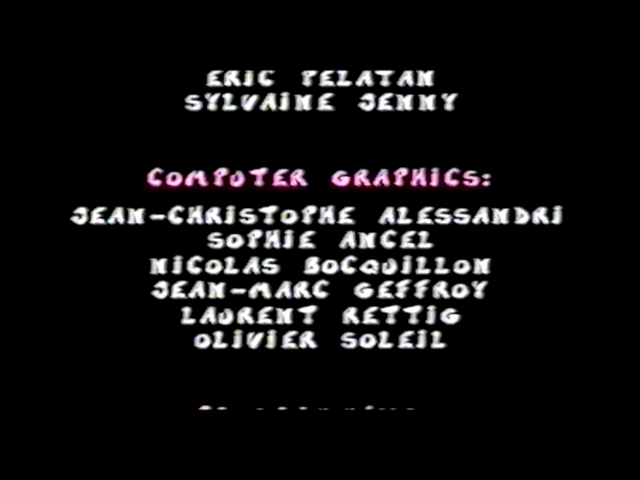 ERIC PELATAN
SYLVAINE JENNY
COMPUTER GRAPHICS:
JEAN-CHRISTOPHE ALESSANDRI
SOPHIE ANCEL
NICOLAS BOCQUILLON
JEAN-MARC GEFFROY
LAURENT RETTIG
OLIVIER SOLEIL